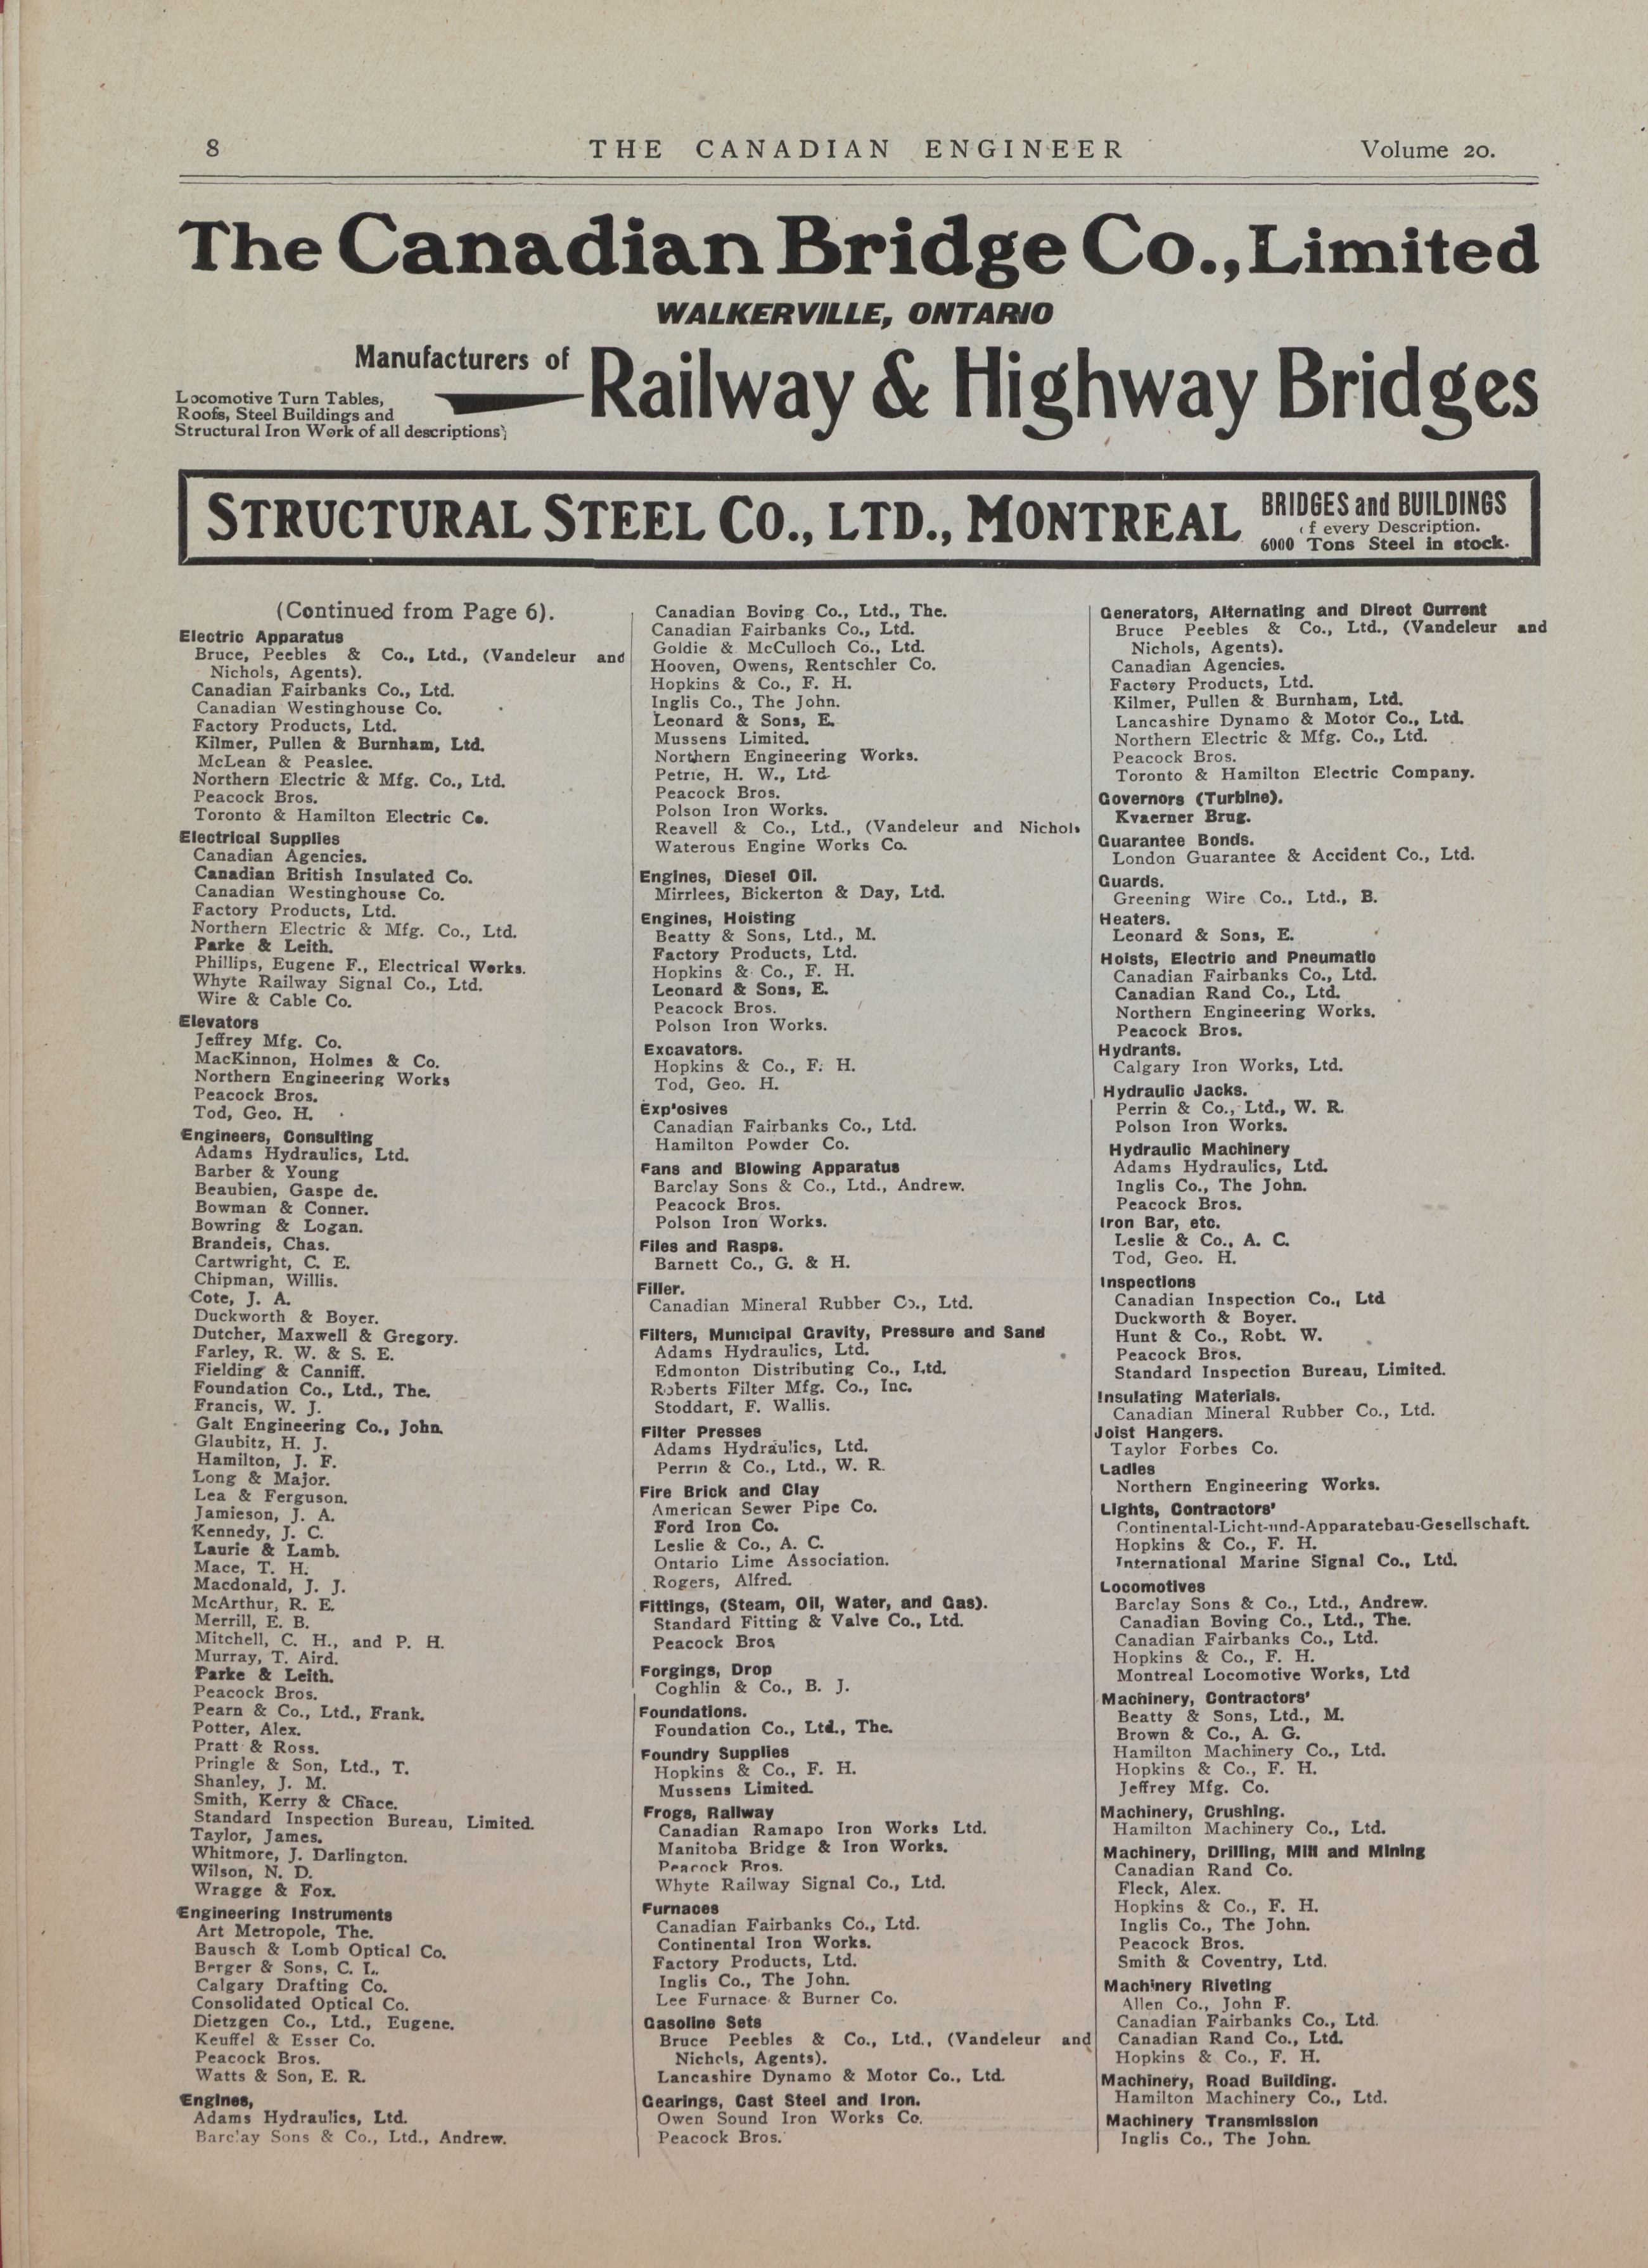 8
THE CANADIAN ENGINEER
Volume 20.
The Canadian Bridge Co., Limited
WALKERVILLE, ONTARIO
Manufacturers of
Railway & Highway Bridges
Locomotive Turn Tables,
Roofs, Steel Buildings and
Structural Iron Work of all descriptions
STRUCTURAL STEEL CO., LTD., MONTREAL
BRIDGES and BUILDINGS
f every Description.
6000 Tons Steel in stock.
(Continued from Page 6).
Electric Apparatus
Bruce, Peebles & Co., Ltd., (Vandeleur and
Nichols, Agents).
Canadian Fairbanks Co., Ltd.
Canadian Westinghouse Co.
Factory Products, Ltd.
Kilmer, Pullen & Burnham, Ltd.
McLean & Peaslee.
Northern Electric & Mfg. Co., Ltd.
Peacock Bros.
Toronto & Hamilton Electric Co.
Electrical Supplies
Canadian Agencies.
Canadian British Insulated Co.
Canadian Westinghouse Co.
Factory Products, Ltd.
Northern Electric & Mfg. Co., Ltd.
Parke & Leith.
Phillips, Eugene F., Electrical Works.
Whyte Railway Signal Co., Ltd.
Wire & Cable Co.
Elevators
Jeffrey Mfg. Co.
MacKinnon, Holmes & Co.
Northern Engineering Works
Peacock Bros.
Tod, Geo. H.
Engineers, Consulting
Adams Hydraulics, Ltd.
Barber & Young
Beaubien, Gaspe de.
Bowman & Conner.
Bowring & Logan.
Brandeis, Chas.
Cartwright, C. E.
Chipman, Willis.
Cote, J. A.
Duckworth & Boyer.
Dutcher, Maxwell & Gregory.
Farley, R. W. & S. E.
Fielding & Canniff.
Foundation Co., Ltd., The.
Francis, W. J.
Galt Engineering Co., John.
Glaubitz, H. J.
Hamilton, J. F.
Long & Major.
Lea & Ferguson.
Jamieson, J. A.
Kennedy, J. C.
Laurie & Lamb.
Mace, T. H.
Macdonald, J. J.
McArthur, R. E.
Merrill, E. B.
Mitchell, C. H., and P. H.
Murray, T. Aird.
Parke & Leith.
Peacock Bros.
Pearn & Co., Ltd., Frank.
Potter, Alex.
Pratt & Ross.
Pringle & Son, Ltd., T.
Shanley, J. M.
Smith, Kerry & Chace.
Standard Inspection Bureau, Limited.
Taylor, James.
Whitmore, J. Darlington.
Wilson, N. D.
Wragge & Fox.
Engineering Instruments
Art Metropole, The.
Bausch & Lomb Optical Co.
Berger & Sons, C. L.
Calgary Drafting Co.
Consolidated Optical Co.
Dietzgen Co., Ltd., Eugene.
Keuffel & Esser Co.
Peacock Bros.
Watts & Son, E. R.
Engines,
Adams Hydraulics, Ltd.
Barclay Sons & Co., Ltd., Andrew.
Canadian Boving Co., Ltd., The.
Canadian Fairbanks Co., Ltd.
Goldie & McCulloch Co., Ltd.
Hooven, Owens, Rentschler Co.
Hopkins & Co., F. H.
Inglis Co., The John.
Leonard & Sons, E.
Mussens Limited.
Northern Engineering Works.
Petrie, H. W., Ltd.
Peacock Bros.
Polson Iron Works.
Reavell & Co., Ltd., (Vandeleur and Nichols
Waterous Engine Works Co.
Engines, Diesel Oil.
Mirrlees, Bickerton & Day, Ltd.
Engines, Hoisting
Beatty & Sons, Ltd., M.
Factory Products, Ltd.
Hopkins & Co., F. H.
Leonard & Sons, E.
Peacock Bros.
Polson Iron Works.
Excavators.
Hopkins & Co., F. H.
Tod, Geo. H.
Explosives
Canadian Fairbanks Co., Ltd.
Hamilton Powder Co.
Fans and Blowing Apparatus
Barclay Sons & Co., Ltd., Andrew.
Peacock Bros.
Polson Iron Works.
Files and Rasps.
Barnett Co., G. & H.
Filler.
Canadian Mineral Rubber Co., Ltd.
Filters, Municipal Gravity, Pressure and Sand
Adams Hydraulics, Ltd.
Edmonton Distributing Co., Ltd.
Roberts Filter Mfg. Co., Inc.
Stoddart, F. Wallis.
Filter Presses
Adams Hydraulics, Ltd.
Perrin & Co., Ltd., W. R.
Fire Brick and Clay
American Sewer Pipe Co.
Ford Iron Co.
Leslie & Co., A. C.
Ontario Lime Association.
Rogers, Alfred.
Fittings, (Steam, Oil, Water, and Gas).
Standard Fitting & Valve Co., Ltd.
Peacock Bros
Forgings, Drop
Coghlin & Co., B. J.
Foundations.
Foundation Co., Ltd., The.
Foundry Supplies
Hopkins & Co., F. H.
Mussens Limited.
Frogs, Railway
Canadian Ramapo Iron Works Ltd.
Manitoba Bridge & Iron Works.
Peacock Bros.
Whyte Railway Signal Co., Ltd.
Furnaces
Canadian Fairbanks Co., Ltd.
Continental Iron Works.
Factory Products, Ltd.
Inglis Co., The John.
Lee Furnace & Burner Co.
Gasoline Sets
Bruce Peebles & Co., Ltd., (Vandeleur and
Nichols, Agents).
Lancashire Dynamo & Motor Co., Ltd.
Gearings, Cast Steel and Iron.
Owen Sound Iron Works Co.
Peacock Bros.
Generators, Alternating and Direct Current
Bruce Peebles & Co., Ltd., (Vandeleur and
Nichols, Agents).
Canadian Agencies.
Factory Products, Ltd.
Kilmer, Pullen & Burnham, Ltd.
Lancashire Dynamo & Motor Co., Ltd.
Northern Electric & Mfg. Co., Ltd.
Peacock Bros.
Toronto & Hamilton Electric Company.
Governors (Turbine).
Kvaerner Brug.
Guarantee Bonds.
London Guarantee & Accident Co., Ltd.
Guards.
Greening Wire Co., Ltd., B.
Heaters.
Leonard & Sons, E.
Hoists, Electric and Pneumatic
Canadian Fairbanks Co., Ltd.
Canadian Rand Co., Ltd.
Northern Engineering Works.
Peacock Bros.
Hydrants.
Calgary Iron Works, Ltd.
Hydraulic Jacks.
Perrin & Co., Ltd., W. R.
Polson Iron Works.
Hydraulic Machinery
Adams Hydraulics, Ltd.
Inglis Co., The John.
Peacock Bros.
Iron Bar, etc.
Leslie & Co., A. C.
Tod, Geo. H.
Inspections
Canadian Inspection Co., Ltd
Duckworth & Boyer.
Hunt & Co., Robt. W.
Peacock Bros.
Standard Inspection Bureau, Limited.
Insulating Materials.
Canadian Mineral Rubber Co., Ltd.
Joist Hangers.
Taylor Forbes Co.
Ladles
Northern Engineering Works.
Lights, Contractors'
Continental-Licht-und-Apparatebau-Gesellschaft.
Hopkins & Co., F. H.
International Marine Signal Co., Ltd.
Locomotives
Barclay Sons & Co., Ltd., Andrew.
Canadian Boving Co., Ltd., The.
Canadian Fairbanks Co., Ltd.
Hopkins & Co., F. H.
Montreal Locomotive Works, Ltd
Machinery, Contractors'
Beatty & Sons, Ltd., M.
Brown & Co., A. G.
Hamilton Machinery Co., Ltd.
Hopkins & Co., F. H.
Jeffrey Mfg. Co.
Machinery, Crushing.
Hamilton Machinery Co., Ltd.
Machinery, Drilling, Mill and Mining
Canadian Rand Co.
Fleck, Alex.
Hopkins & Co., F. H.
Inglis Co., The John.
Peacock Bros.
Smith & Coventry, Ltd.
Machinery Riveting
Allen Co., John F.
Canadian Fairbanks Co., Ltd.
Canadian Rand Co., Ltd.
Hopkins & Co., F. H.
Machinery, Road Building.
Hamilton Machinery Co., Ltd.
Machinery Transmission
Inglis Co., The John.